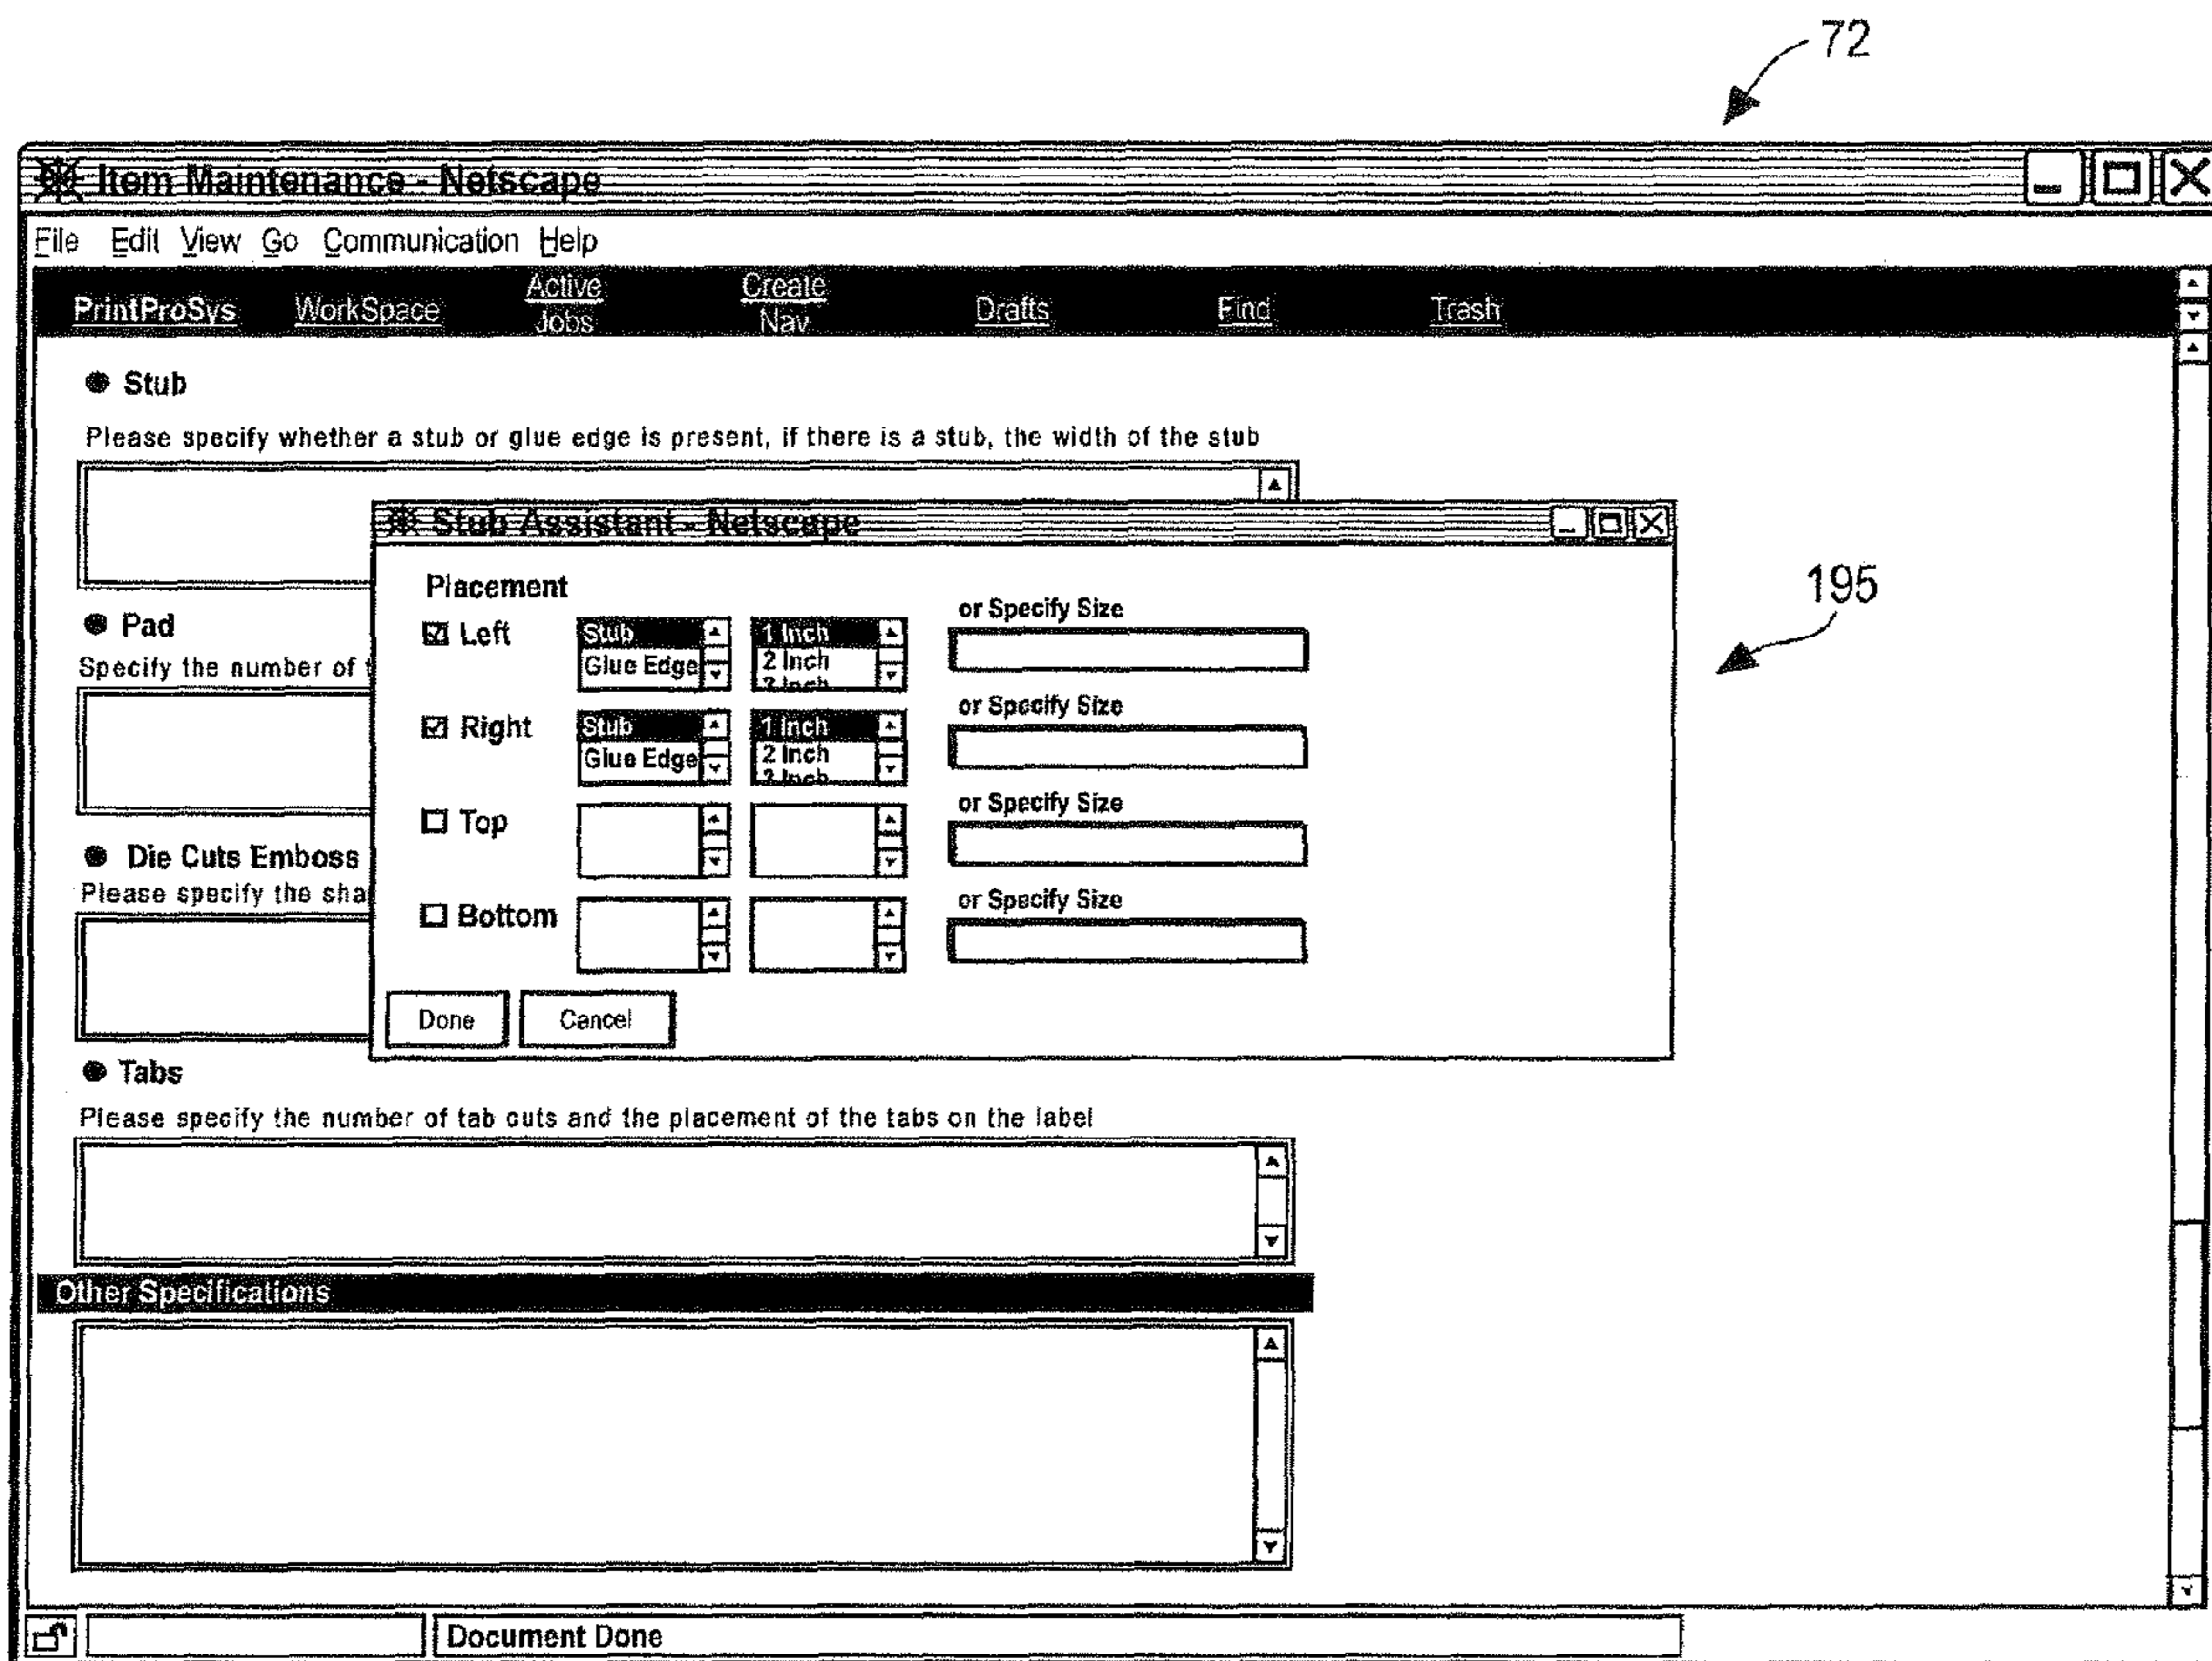 72
Item Maintenance - Netscape
File Edit View Go Communication Help
PrintProSys WorkSpace Active Jobs Create Nav Drafts Find Trash
Stub
Please specify whether a stub or glue edge is present, if there is a stub, the width of the stub
Stub Assistant - Netscape
195
Placement
or Specify Size
Left Stub 1 Inch
Glue Edge 2 Inch
3 Inch
Pad
Specify the number of
or Specify Size
Right Stub 1 Inch
Glue Edge 2 Inch
3 Inch
or Specify Size
Top
Die Cuts Emboss
Please specify the sha
or Specify Size
Bottom
Done Cancel
Tabs
Please specify the number of tab cuts and the placement of the tabs on the label
Other Specifications
Document Done